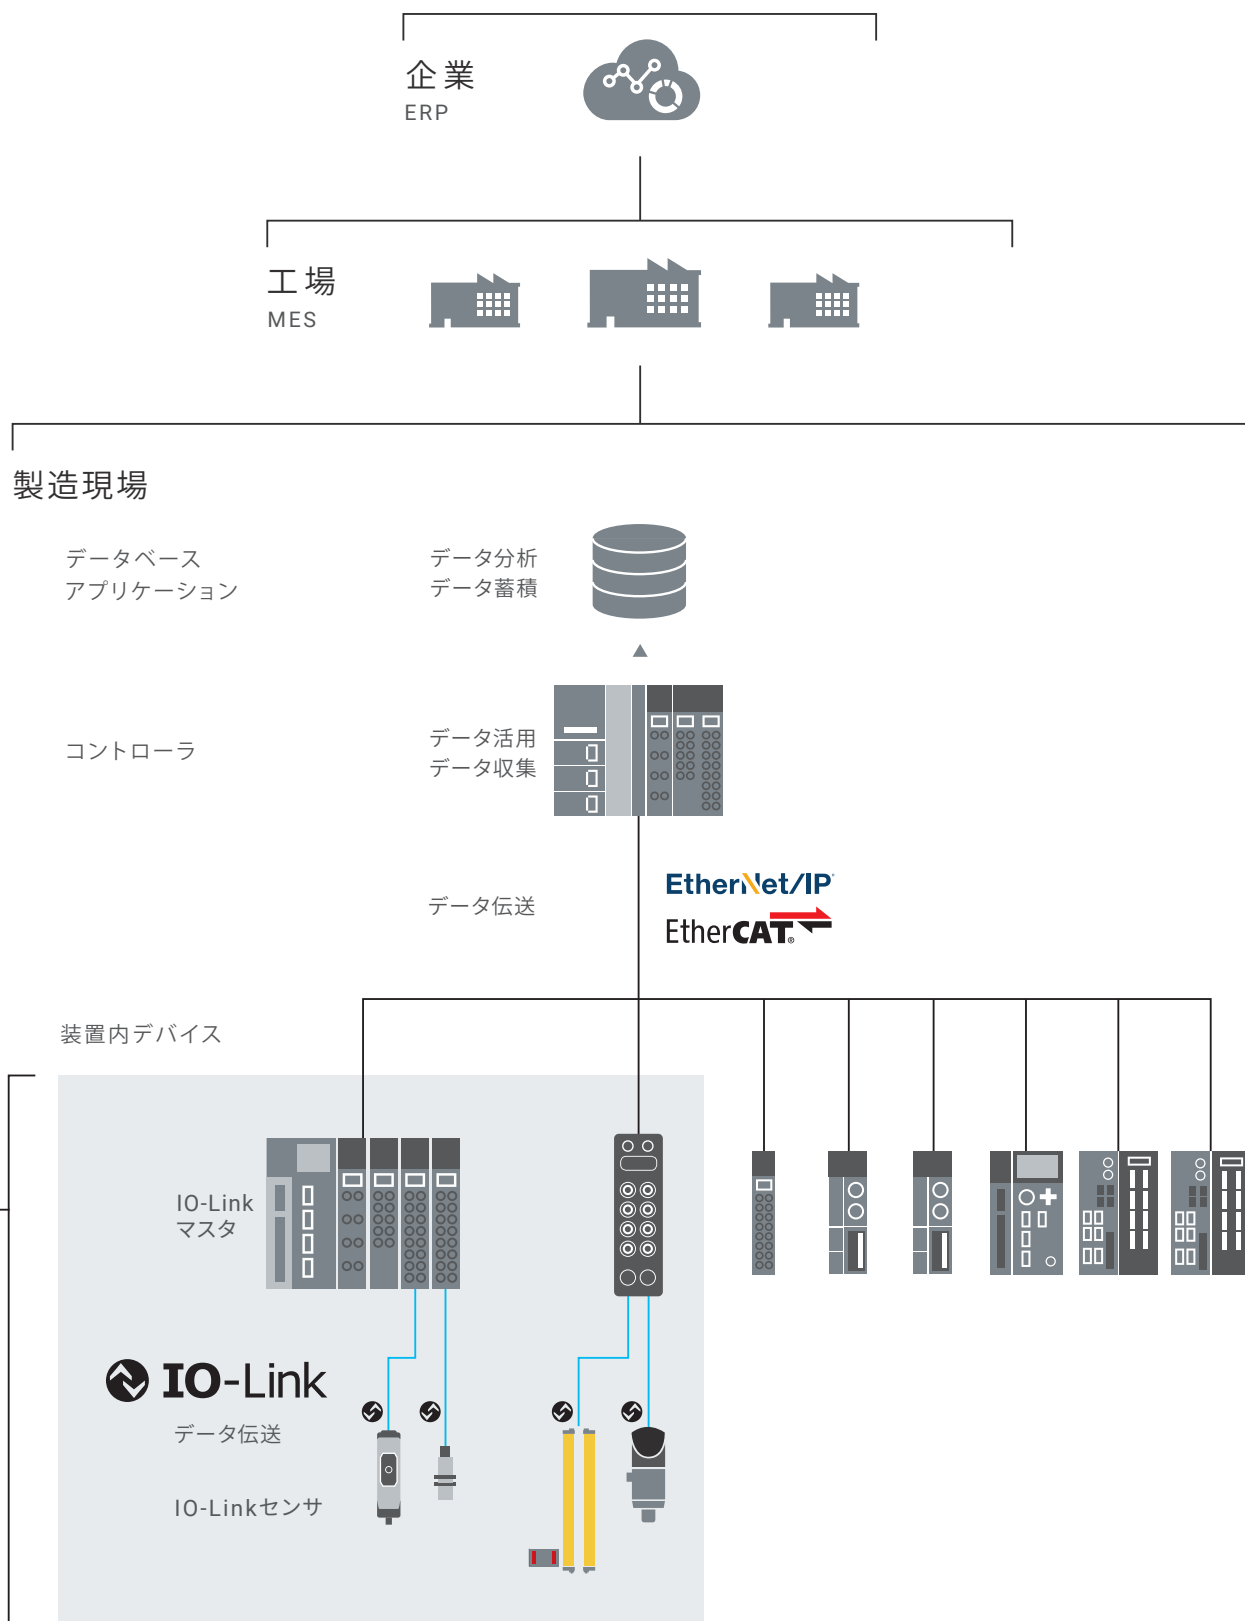 企業
ERP
工場
MES
製造現場
データベース
アプリケーション
データ分析
データ蓄積
コントローラ
データ活用
データ収集
データ伝送
EtherNet/IP
EtherCAT®
装置内デバイス
IO-Link
マスタ
IO-Link
データ伝送
IO-Linkセンサ